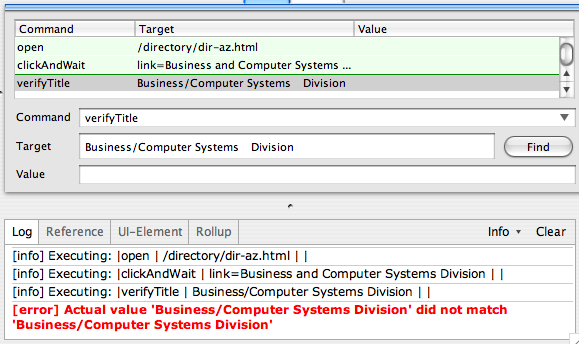 Command Target Value
open /directory/dir-az.html
clickAndWait link=Business and Computer Systems ...
verifyTitle Business/Computer Systems    Division
Command verifyTitle
Target Business/Computer Systems    Division Find
Value
Log Reference UI-Element Rollup Info Clear
[info] Executing: |open | /directory/dir-az.html | |
[info] Executing: |clickAndWait | link=Business and Computer Systems Division | |
[info] Executing: |verifyTitle | Business/Computer Systems Division | |
[error] Actual value 'Business/Computer Systems Division' did not match
'Business/Computer Systems Division'